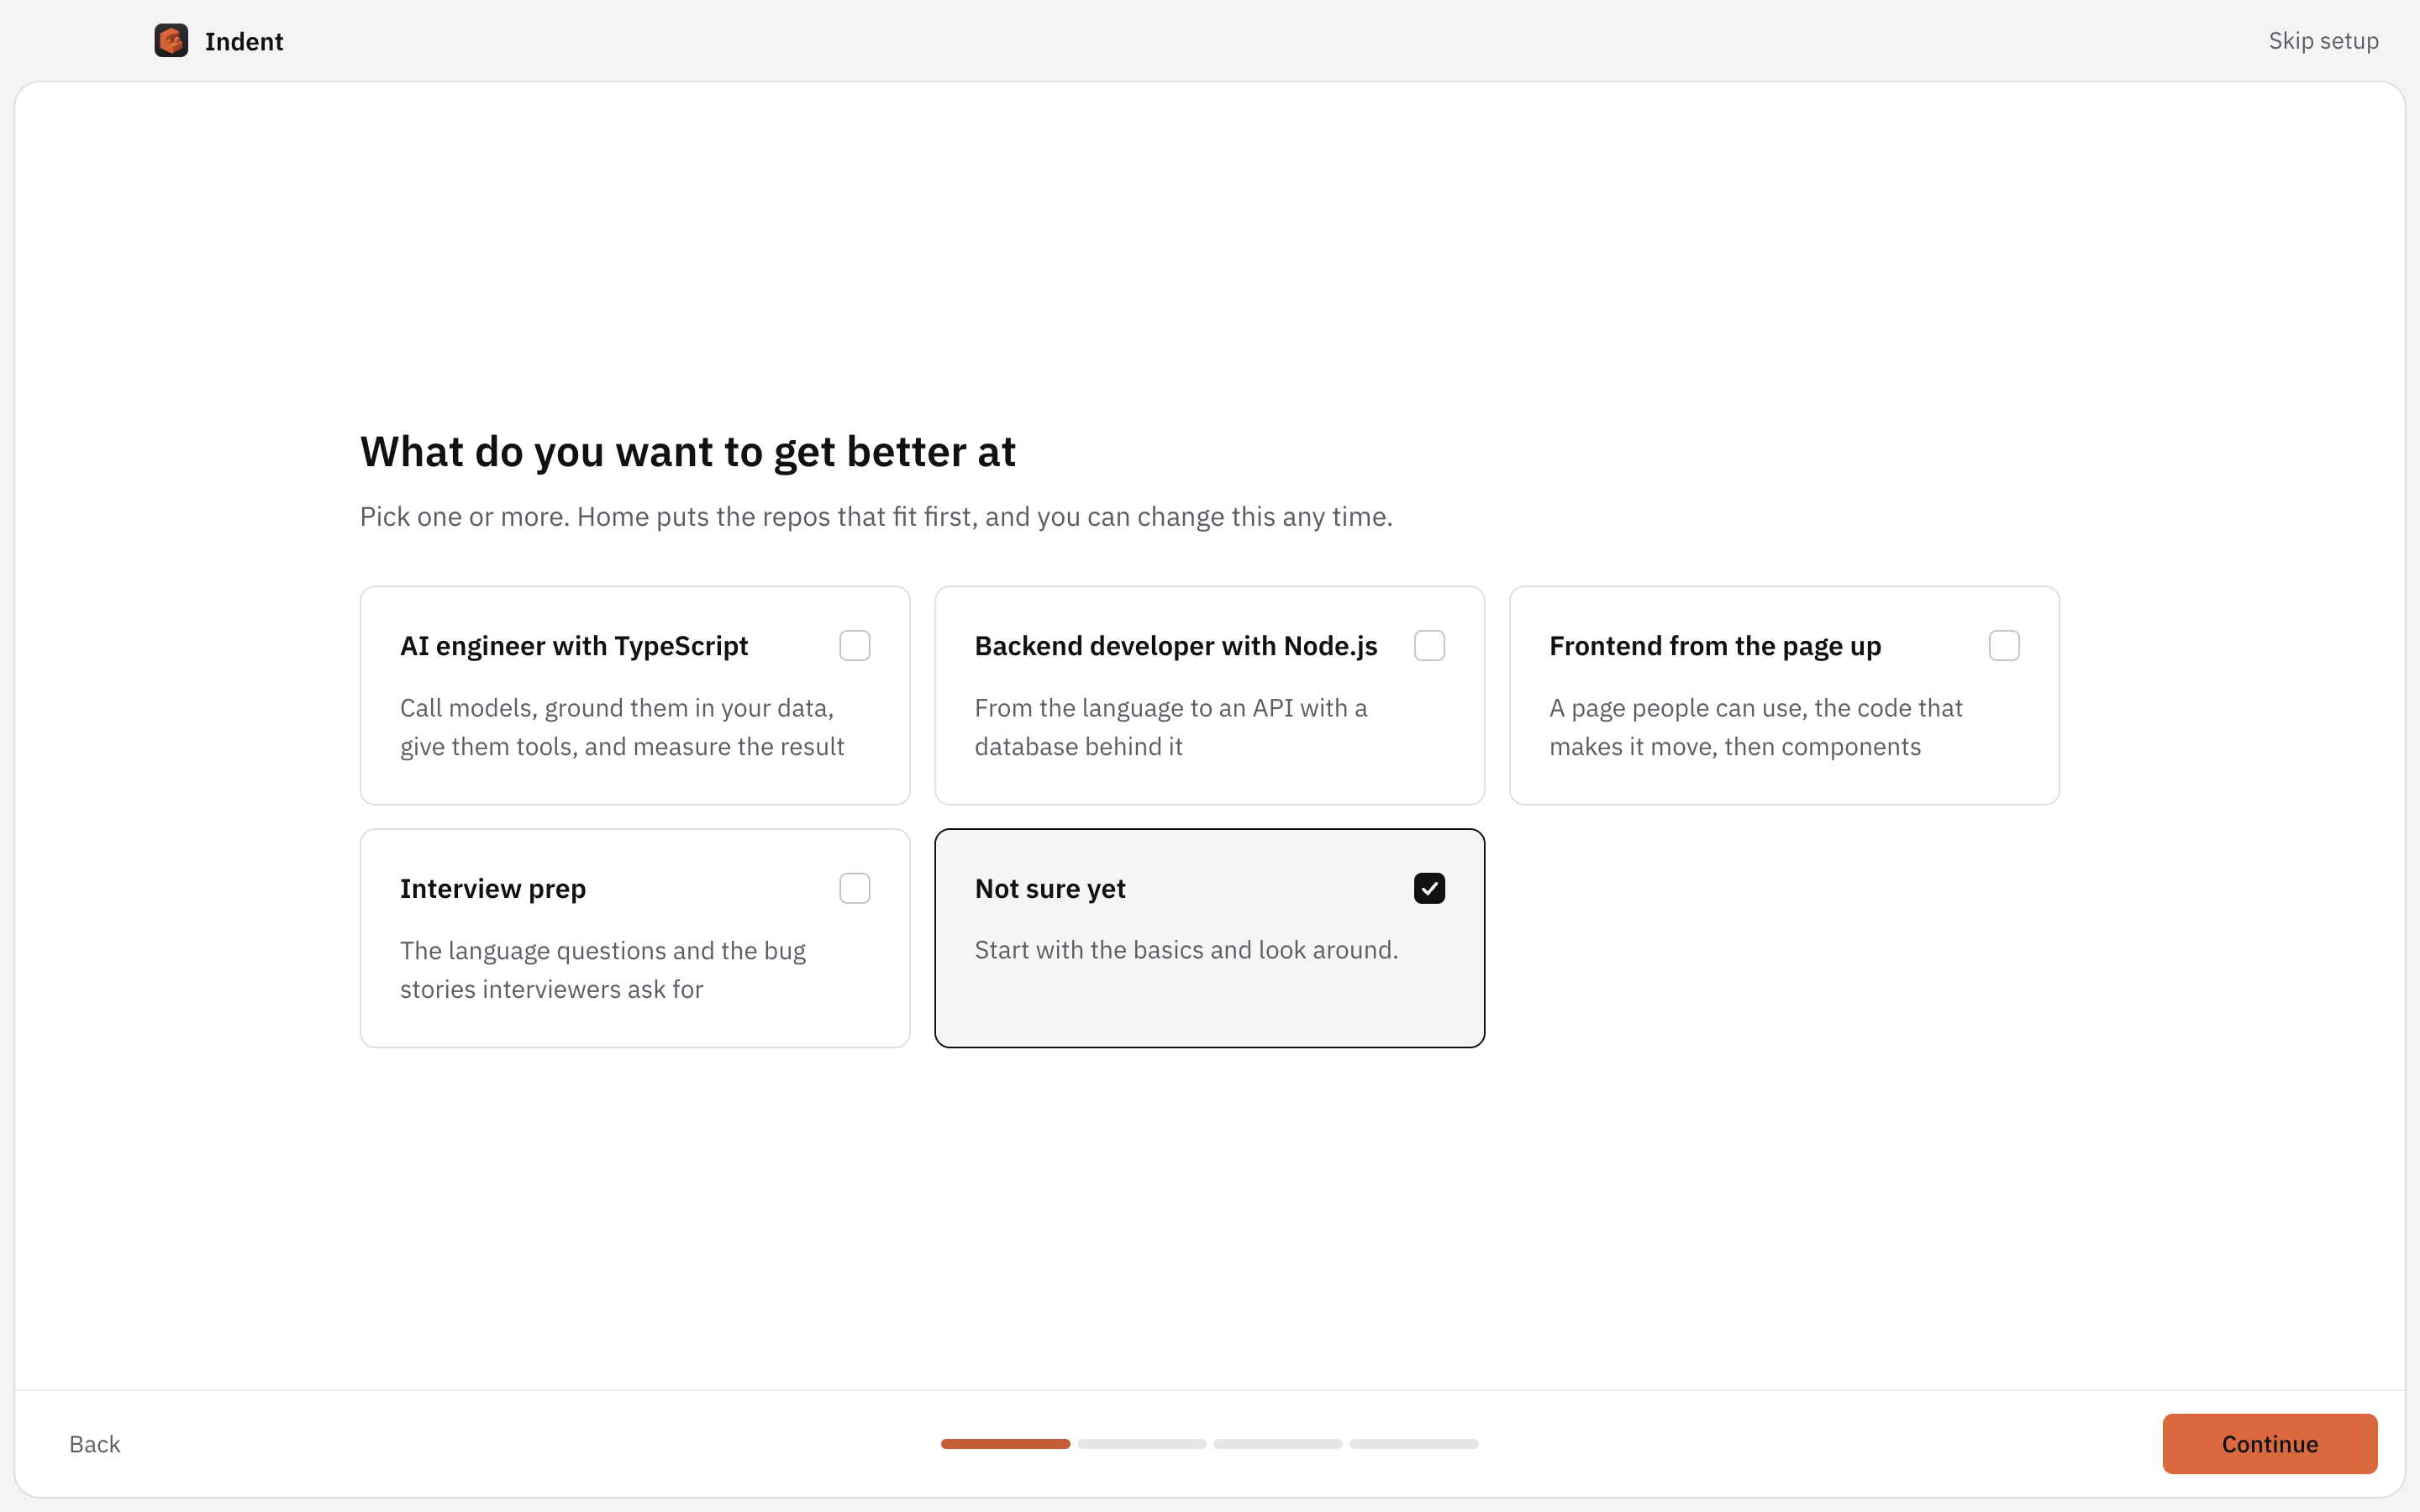 Indent
Skip setup
What do you want to get better at
Pick one or more. Home puts the repos that fit first, and you can change this any time.
AI engineer with TypeScript
Call models, ground them in your data,
give them tools, and measure the result
Backend developer with Node.js
From the language to an API with a
database behind it
Frontend from the page up
A page people can use, the code that
makes it move, then components
Interview prep
The language questions and the bug
stories interviewers ask for
Not sure yet
Start with the basics and look around.
Back
Continue